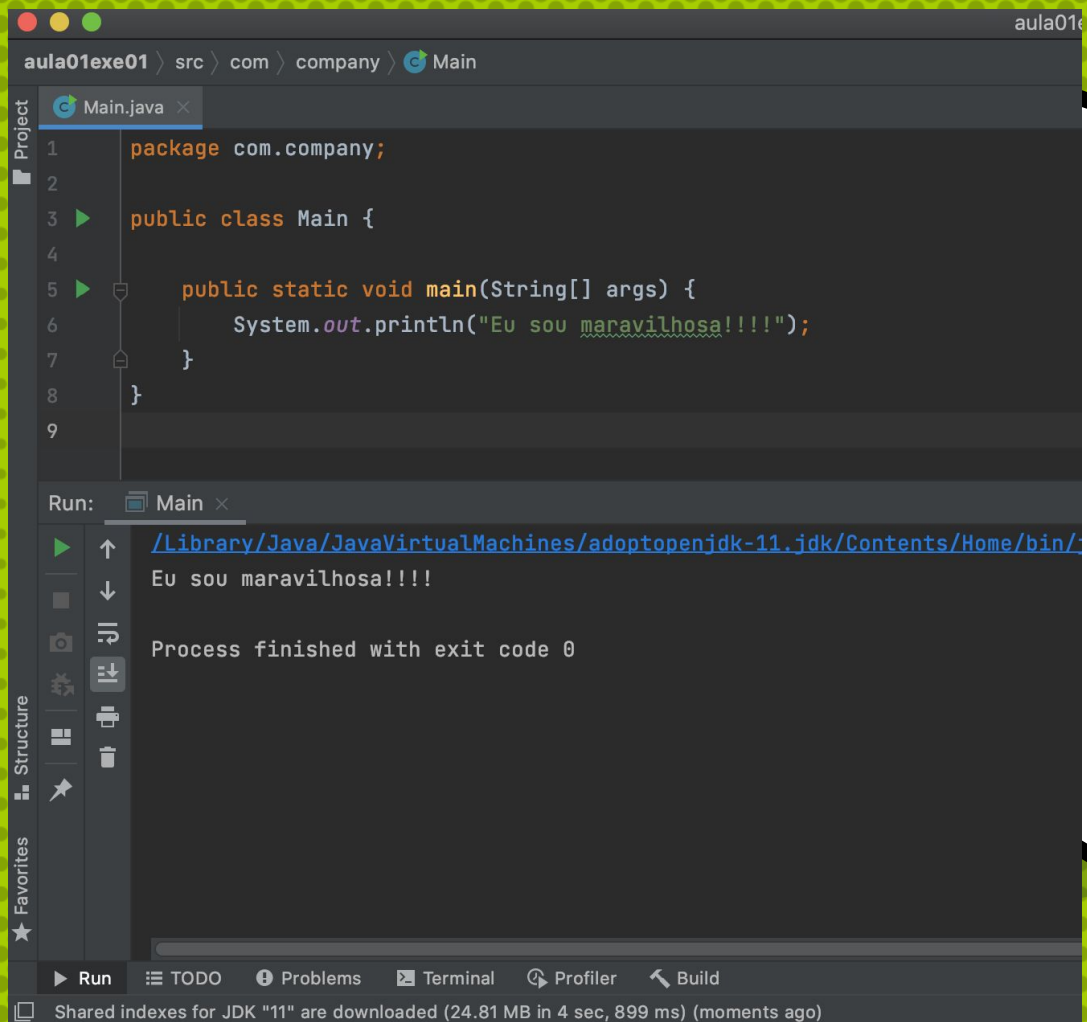 aula01
aula01exe01 src com company Main
Project
Main.java
1 package com.company;
2
3 public class Main {
4
5 public static void main(String[] args) {
6 System.out.println("Eu sou maravilhosa!!!!");
7 }
8 }
9
Run: Main
/Library/Java/JavaVirtualMachines/adoptopenjdk-11.jdk/Contents/Home/bin/
Eu sou maravilhosa!!!!
Process finished with exit code 0
Structure
Favorites
Run TODO Problems Terminal Profiler Build
Shared indexes for JDK "11" are downloaded (24.81 MB in 4 sec, 899 ms) (moments ago)